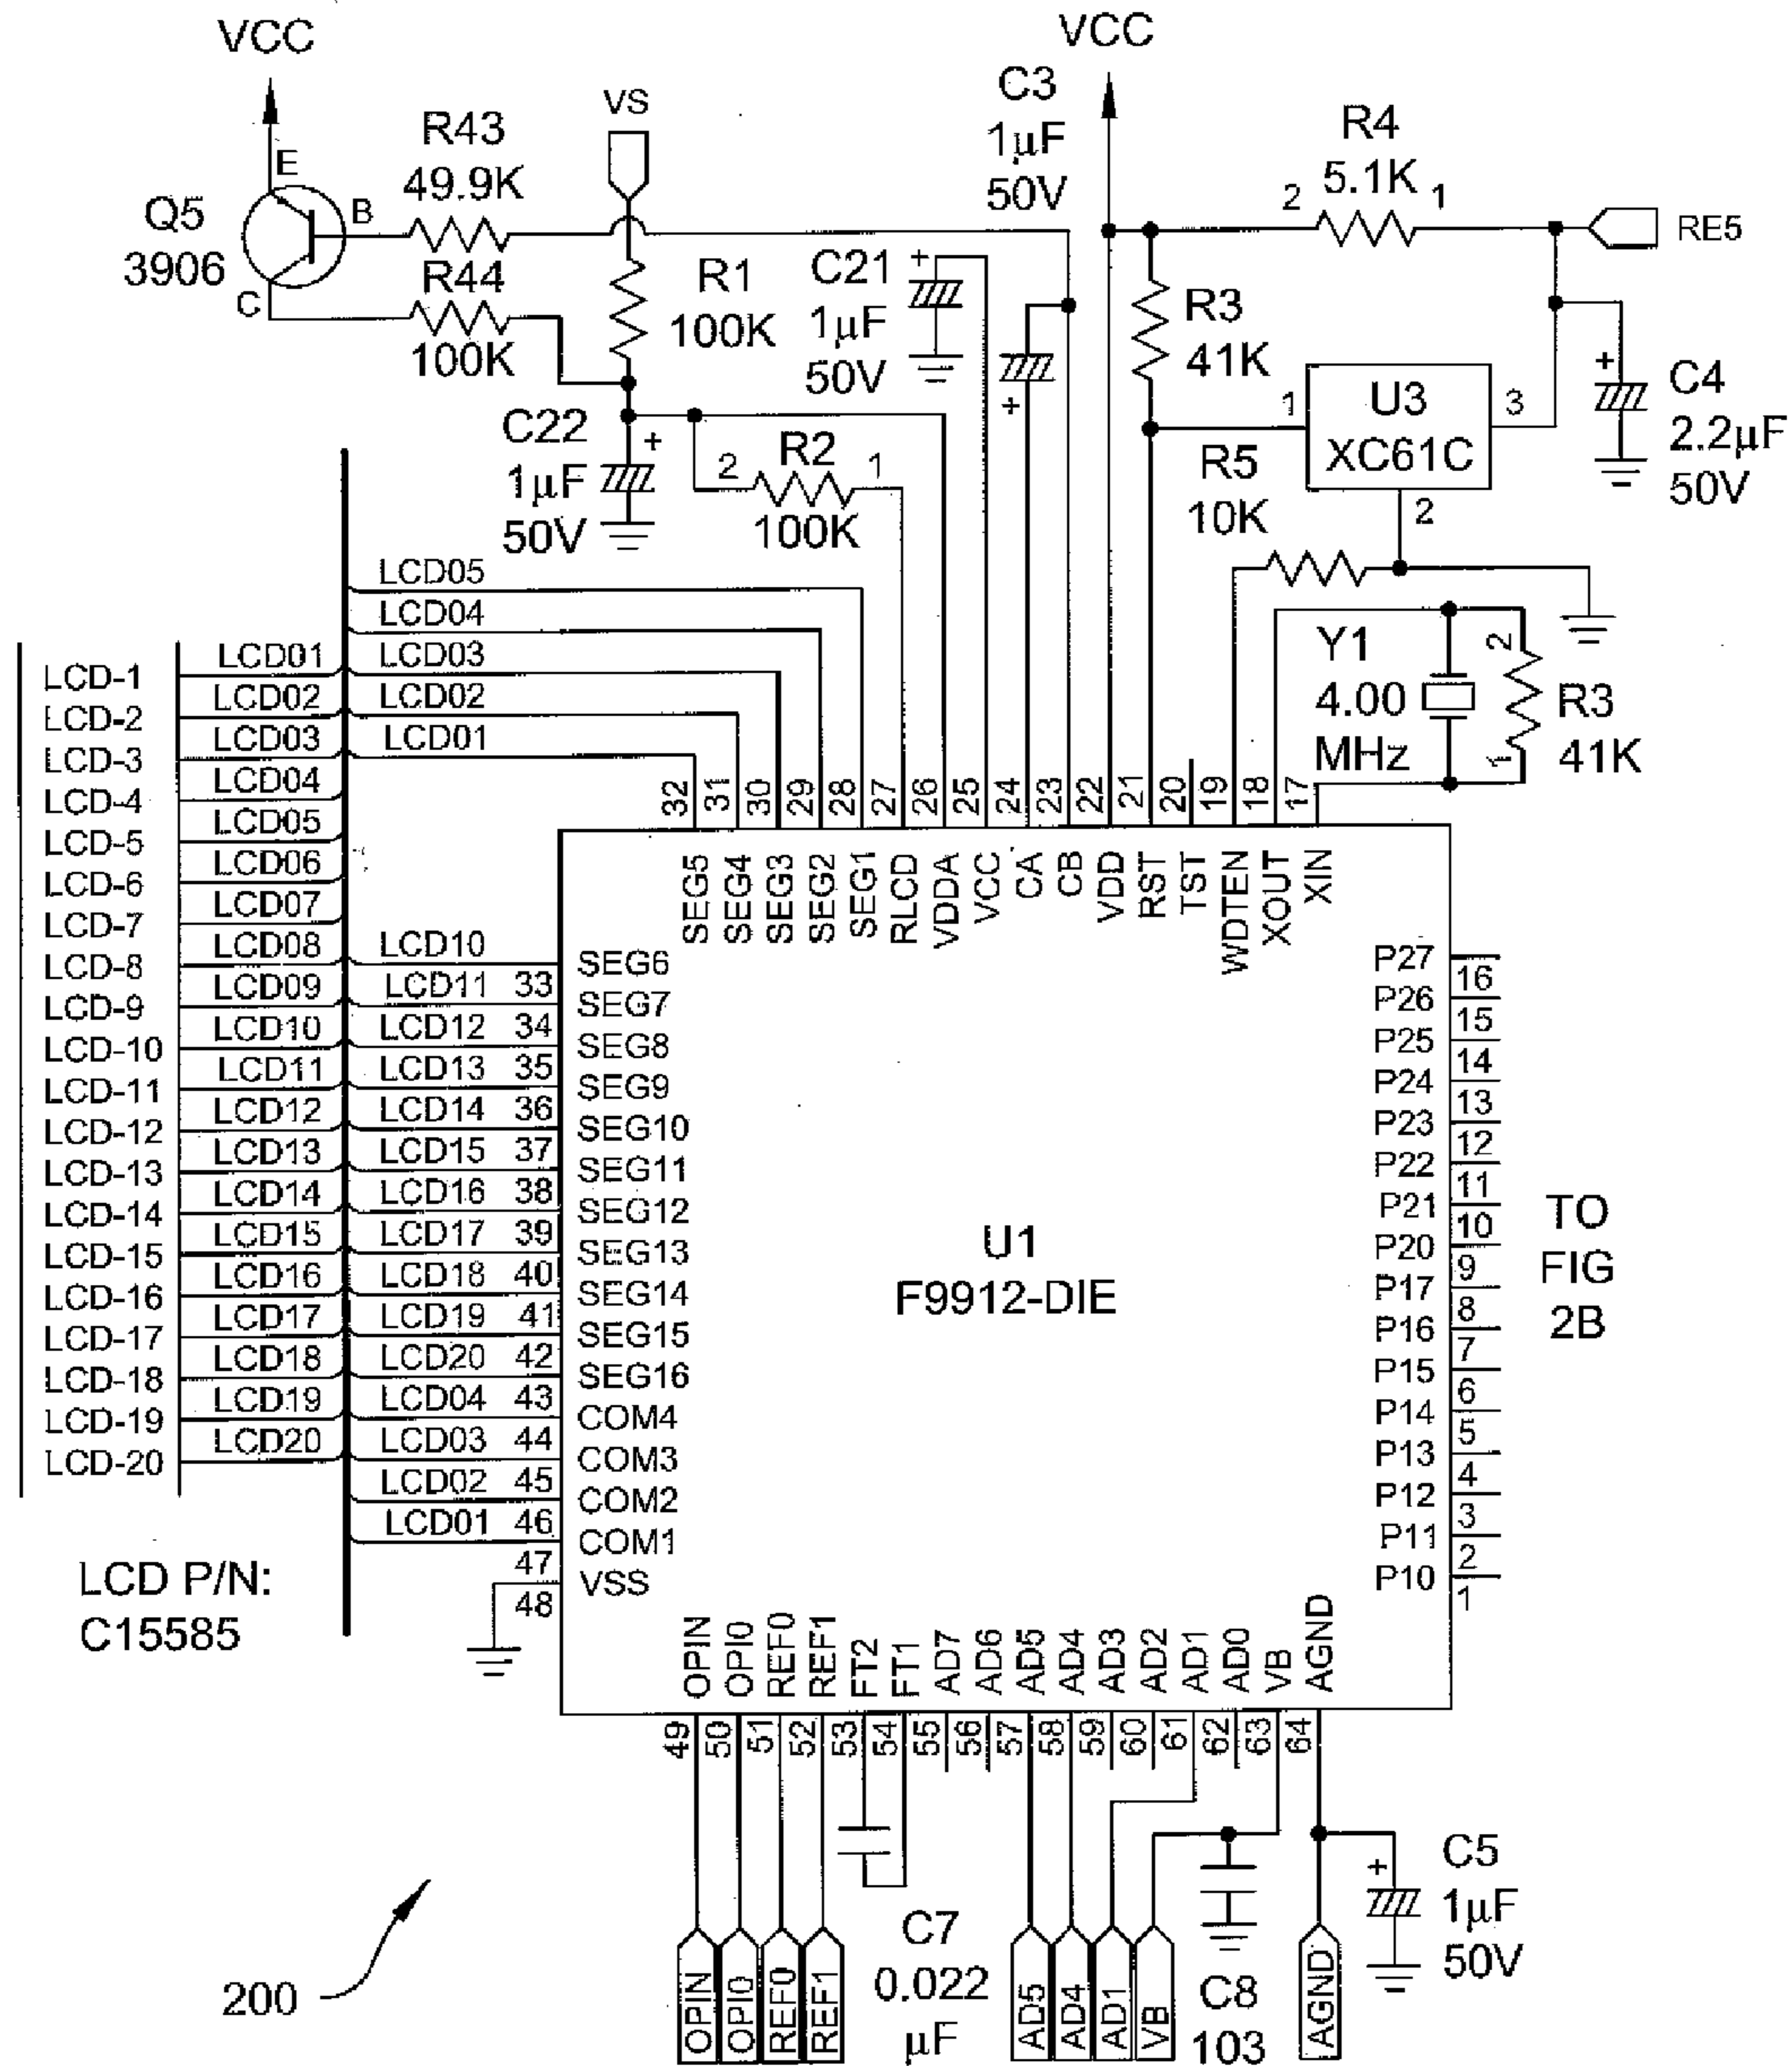 VCC
VCC
VS
C3
1µF
50V
R43
49.9K
E
B
C
Q5
3906
R44
100K
R1
100K
C21
+
1µF
50V
+
R4
5.1K
2
1
RE5
R3
41K
1
U3
XC61C
3
2
+
C4
2.2µF
50V
C22
1µF
50V
+
2
R2
1
100K
R5
10K
Y1
4.00
MHz
2
1
R3
41K
LCD05
LCD04
LCD03
LCD02
LCD01
LCD-1
LCD-2
LCD-3
LCD-4
LCD-5
LCD-6
LCD-7
LCD-8
LCD-9
LCD-10
LCD-11
LCD-12
LCD-13
LCD-14
LCD-15
LCD-16
LCD-17
LCD-18
LCD-19
LCD-20
LCD01
LCD02
LCD03
LCD04
LCD05
LCD06
LCD07
LCD08
LCD09
LCD10
LCD11
LCD12
LCD13
LCD14
LCD15
LCD16
LCD17
LCD18
LCD19
LCD20
LCD10
LCD11 33
LCD12 34
LCD13 35
LCD14 36
LCD15 37
LCD16 38
LCD17 39
LCD18 40
LCD19 41
LCD20 42
LCD04 43
LCD03 44
LCD02 45
LCD01 46
47
48
32 31 30 29 28 27 26 25 24 23 22 21 20 19 18 17
SEG5 SEG4 SEG3 SEG2 SEG1 RLCD VDDA VCC CA CB VDD RST TST WDTEN XOUT XIN
SEG6
SEG7
SEG8
SEG9
SEG10
SEG11
SEG12
SEG13
SEG14
SEG15
SEG16
COM4
COM3
COM2
COM1
VSS
U1
F9912-DIE
P27
P26
P25
P24
P23
P22
P21
P20
P17
P16
P15
P14
P13
P12
P11
P10
16
15
14
13
12
11
10
9
8
7
6
5
4
3
2
1
TO
FIG
2B
OPIN OPI0 REF0 REF1 FT2 FT1 AD7 AD6 AD5 AD4 AD3 AD2 AD1 AD0 VB AGND
49 50 51 52 53 54 55 56 57 58 59 60 61 62 63 64
LCD P/N:
C15585
200
OPIN OPI0 REF0 REF1
C7
0.022
µF
AD5 AD4 AD1 VB
C8
103
AGND
+
C5
1µF
50V